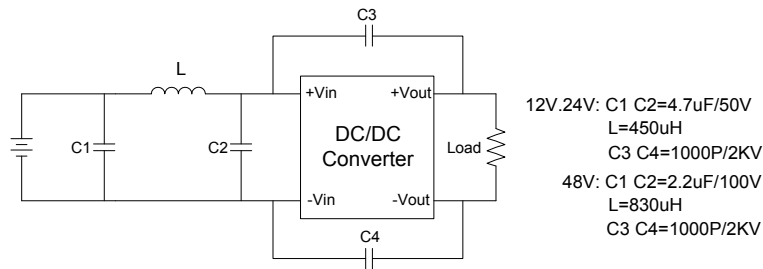 C3
L
+Vin
+Vout
C1
C2
DC/DC
Converter
Load
-Vin
-Vout
C4
12V.24V: C1 C2=4.7uF/50V
L=450uH
C3 C4=1000P/2KV
48V: C1 C2=2.2uF/100V
L=830uH
C3 C4=1000P/2KV